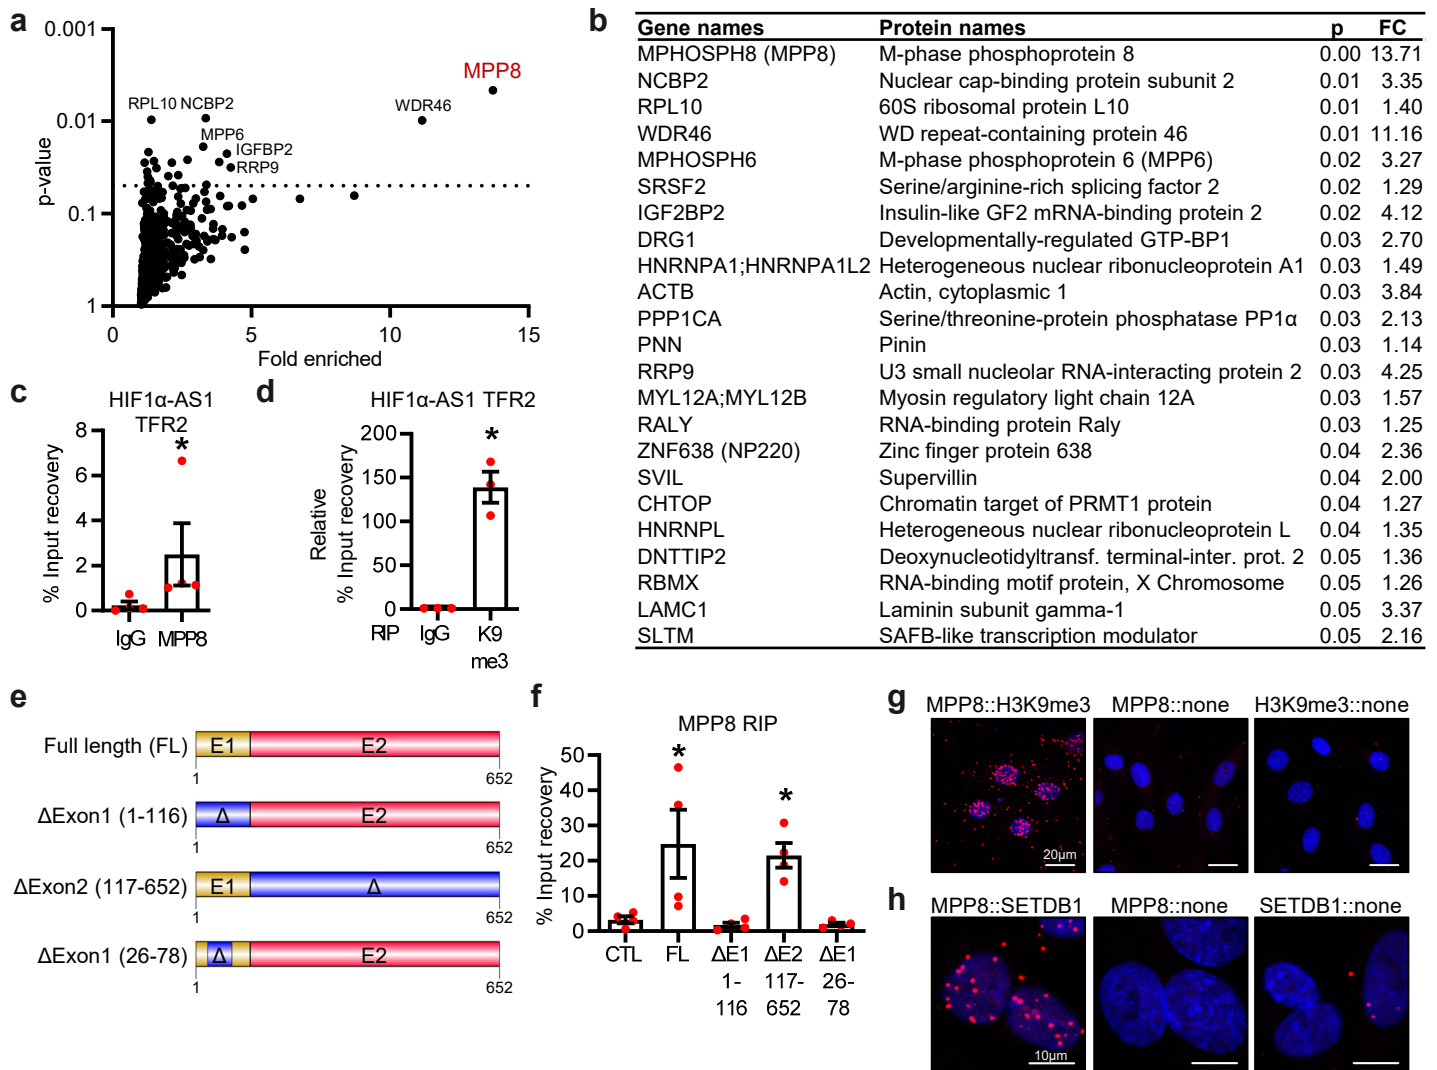 a
0.001
0.01
0.1
1
p-value
0
5
10
15
Fold enriched
MPP8
WDR46
RPL10 NCBP2
MPP6
IGFBP2
RRP9
b
Gene names Protein names p FC
MPHOSPH8 (MPP8) M-phase phosphoprotein 8 0.00 13.71
NCBP2 Nuclear cap-binding protein subunit 2 0.01 3.35
RPL10 60S ribosomal protein L10 0.01 1.40
WDR46 WD repeat-containing protein 46 0.01 11.16
MPHOSPH6 M-phase phosphoprotein 6 (MPP6) 0.02 3.27
SRSF2 Serine/arginine-rich splicing factor 2 0.02 1.29
IGF2BP2 Insulin-like GF2 mRNA-binding protein 2 0.02 4.12
DRG1 Developmentally-regulated GTP-BP1 0.03 2.70
HNRNPA1;HNRNPA1L2 Heterogeneous nuclear ribonucleoprotein A1 0.03 1.49
ACTB Actin, cytoplasmic 1 0.03 3.84
PPP1CA Serine/threonine-protein phosphatase PP1α 0.03 2.13
PNN Pinin 0.03 1.14
RRP9 U3 small nucleolar RNA-interacting protein 2 0.03 4.25
MYL12A;MYL12B Myosin regulatory light chain 12A 0.03 1.57
RALY RNA-binding protein Raly 0.03 1.25
ZNF638 (NP220) Zinc finger protein 638 0.04 2.36
SVIL Supervillin 0.04 2.00
CHTOP Chromatin target of PRMT1 protein 0.04 1.27
HNRNPL Heterogeneous nuclear ribonucleoprotein L 0.04 1.35
DNTTIP2 Deoxynucleotidyltransf. terminal-inter. prot. 2 0.05 1.36
RBMX RNA-binding motif protein, X Chromosome 0.05 1.26
LAMC1 Laminin subunit gamma-1 0.05 3.37
SLTM SAFB-like transcription modulator 0.05 2.16
c
HIF1α-AS1
TFR2
*
8
6
4
2
0
% Input recovery
IgG MPP8
d
HIF1α-AS1 TFR2
*
200
150
100
50
0
Relative
% Input recovery
RIP IgG K9
me3
e
Full length (FL) E1 E2
1 652
ΔExon1 (1-116) Δ E2
1 652
ΔExon2 (117-652) E1 Δ
1 652
ΔExon1 (26-78) Δ E2
1 652
f
MPP8 RIP
* *
50
40
30
20
10
0
% Input recovery
CTL FL ΔE1 ΔE2 ΔE1
1- 117- 26-
116 652 78
g
MPP8::H3K9me3 MPP8::none H3K9me3::none
20µm
h
MPP8::SETDB1 MPP8::none SETDB1::none
10µm